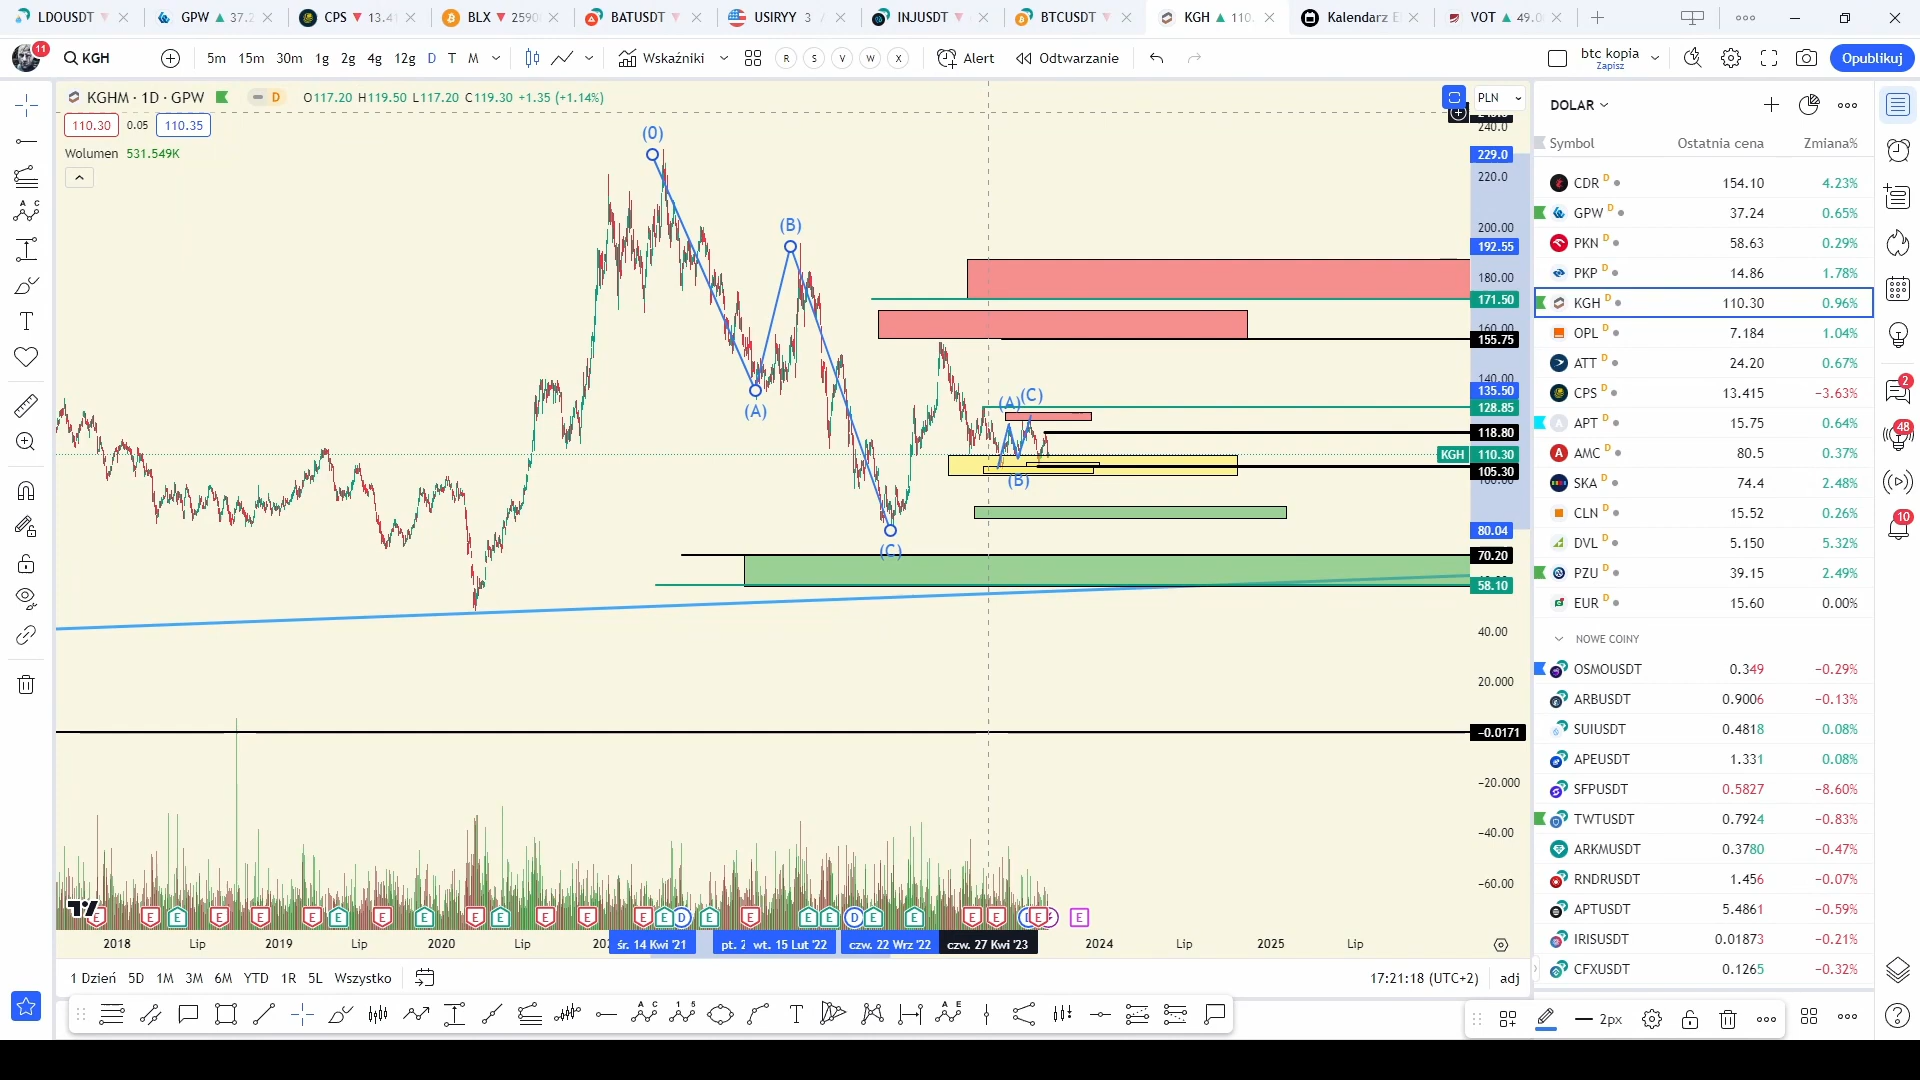 LDOUSDT
GPW 37.2
CPS 13.41
BLX 2590
BATUSDT
USIRYY 3
INJUSDT
BTCUSDT
KGH 110.
Kalendarz E
VOT 49.0
11
KGH
5m 15m 30m 1g 2g 4g 12g D T M
Wskaźniki
R S V W X
Alert
Odtwarzanie
btc kopia
Zapisz
Opublikuj
KGHM · 1D · GPW
D
O117.20 H119.50 L117.20 C119.30 +1.35 (+1.14%)
110.30 0.05 110.35
Wolumen 531.549K
PLN
240.0
229.0
220.0
200.00
192.55
180.00
171.50
160.00
155.75
140.00
135.50
128.85
118.80
KGH 110.30
105.30
100.00
80.04
70.20
58.10
40.00
20.000
−0.0171
−20.000
−40.00
−60.00
(0)
(B)
(A)
(C)
(A)
(C)
(B)
2018 Lip 2019 Lip 2020 Lip
śr. 14 Kwi '21
wt. 15 Lut '22
czw. 22 Wrz '22
czw. 27 Kwi '23
2024 Lip 2025 Lip
1 Dzień 5D 1M 3M 6M YTD 1R 5L Wszystko
17:21:18 (UTC+2) adj
2px
DOLAR
Symbol Ostatnia cena Zmiana%
CDR D 154.10 4.23%
GPW D 37.24 0.65%
PKN D 58.63 0.29%
PKP D 14.86 1.78%
KGH D 110.30 0.96%
OPL D 7.184 1.04%
ATT D 24.20 0.67%
CPS D 13.415 −3.63%
APT D 15.75 0.64%
AMC D 80.5 0.37%
SKA D 74.4 2.48%
CLN D 15.52 0.26%
DVL D 5.150 5.32%
PZU D 39.15 2.49%
EUR D 15.60 0.00%
NOWE COINY
OSMOUSDT 0.349 −0.29%
ARBUSDT 0.9006 −0.13%
SUIUSDT 0.4818 0.08%
APEUSDT 1.331 0.08%
SFPUSDT 0.5827 −8.60%
TWTUSDT 0.7924 −0.83%
ARKMUSDT 0.3780 −0.47%
RNDRUSDT 1.456 −0.07%
APTUSDT 5.4861 −0.59%
IRISUSDT 0.01873 −0.21%
CFXUSDT 0.1265 −0.32%
2
48
10